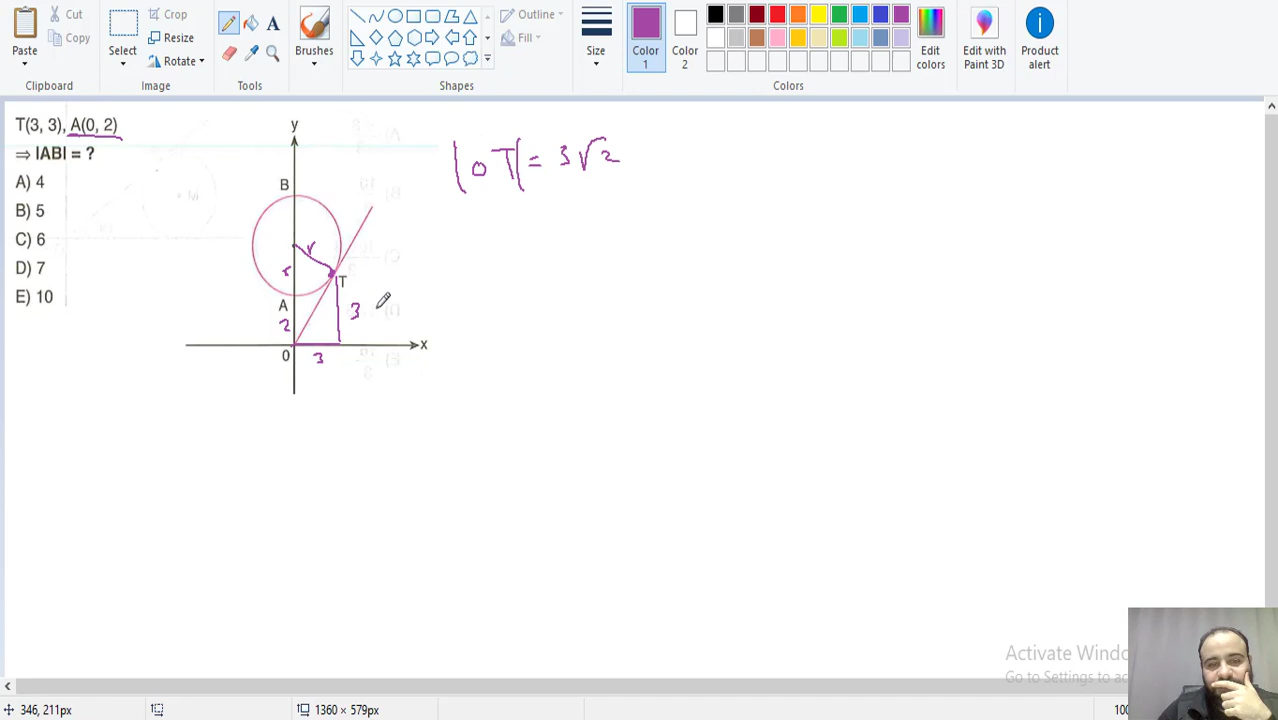 Paste
Cut
Copy
Clipboard
Select
Crop
Resize
Rotate
Image
A
Tools
Brushes
Outline
Fill
Shapes
Size
Color 1
Color 2
Edit colors
Colors
Edit with Paint 3D
Product alert
T(3, 3), A(0, 2)
⇒ |AB| = ?
A) 4
B) 5
C) 6
D) 7
E) 10
y
B
r
r
T
A
2
3
0
3
x
|OT| = 3√2
Activate Windo
Go to Settings to ac
346, 211px
1360 × 579px
100